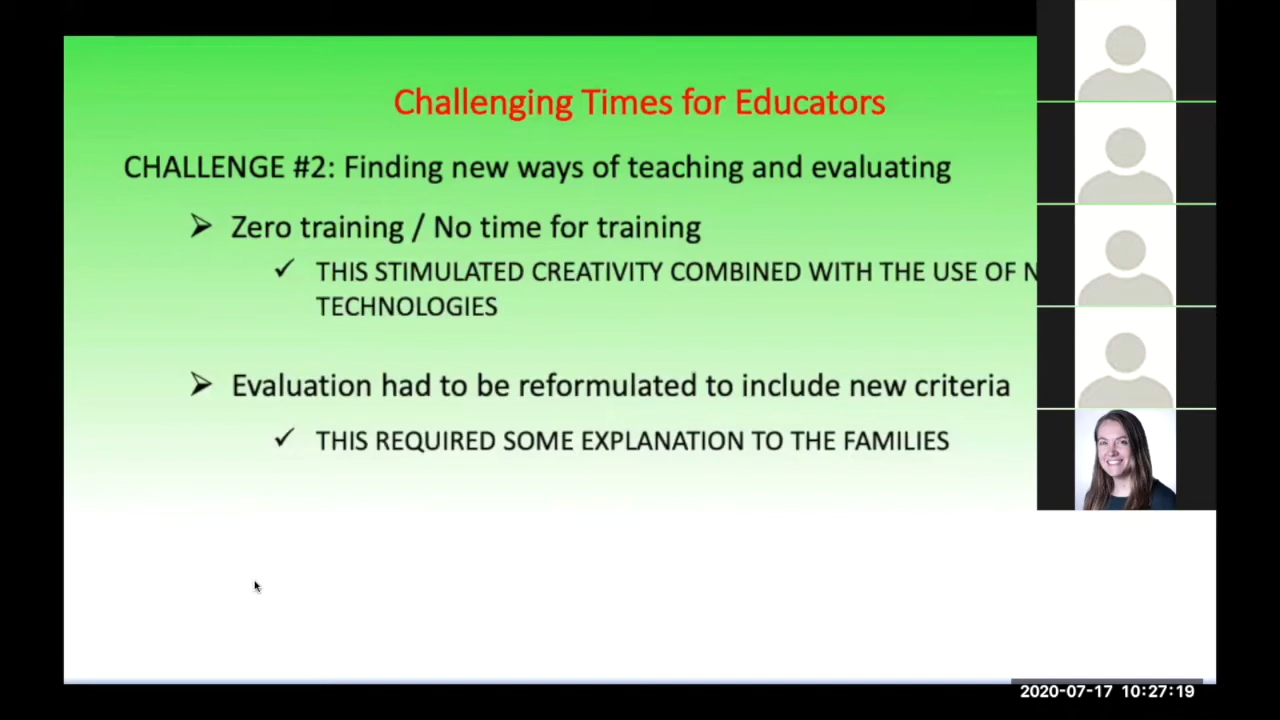 Challenging Times for Educators
CHALLENGE #2: Finding new ways of teaching and evaluating
Zero training / No time for training
THIS STIMULATED CREATIVITY COMBINED WITH THE USE OF
TECHNOLOGIES
Evaluation had to be reformulated to include new criteria
THIS REQUIRED SOME EXPLANATION TO THE FAMILIES
2020-07-17 10:27:19